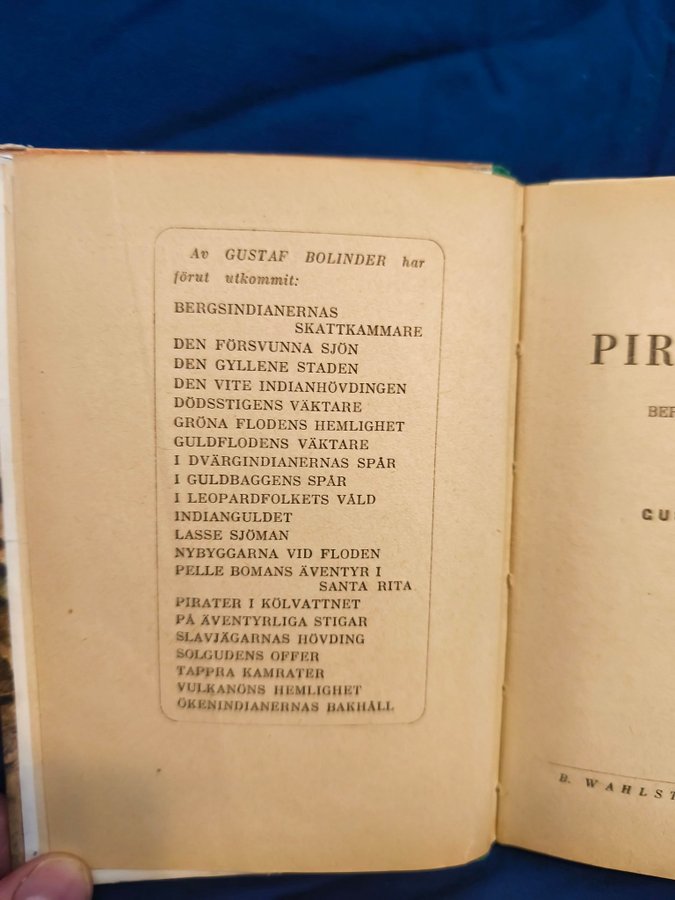 Av GUSTAF BOLINDER har
förut utkommit:
BERGSINDIANERNAS
SKATTKAMMARE
DEN FÖRSVUNNA SJÖN
DEN GYLLENE STADEN
DEN VITE INDIANHÖVDINGEN
DÖDSSTIGENS VÄKTARE
GRÖNA FLODENS HEMLIGHET
GULDFLODENS VÄKTARE
I DVÄRGINDIANERNAS SPÅR
I GULDBAGGENS SPÅR
I LEOPARDFOLKETS VÅLD
INDIANGULDET
LASSE SJÖMAN
NYBYGGARNA VID FLODEN
PELLE BOMANS ÄVENTYR I
SANTA RITA
PIRATER I KÖLVATTNET
PÅ ÄVENTYRLIGA STIGAR
SLAVJÄGARNAS HÖVDING
SOLGUDENS OFFER
TAPPRA KAMRATER
VULKANÖNS HEMLIGHET
ÖKENINDIANERNAS BAKHÅLL
PIR
BER
GU
B. WAHLST